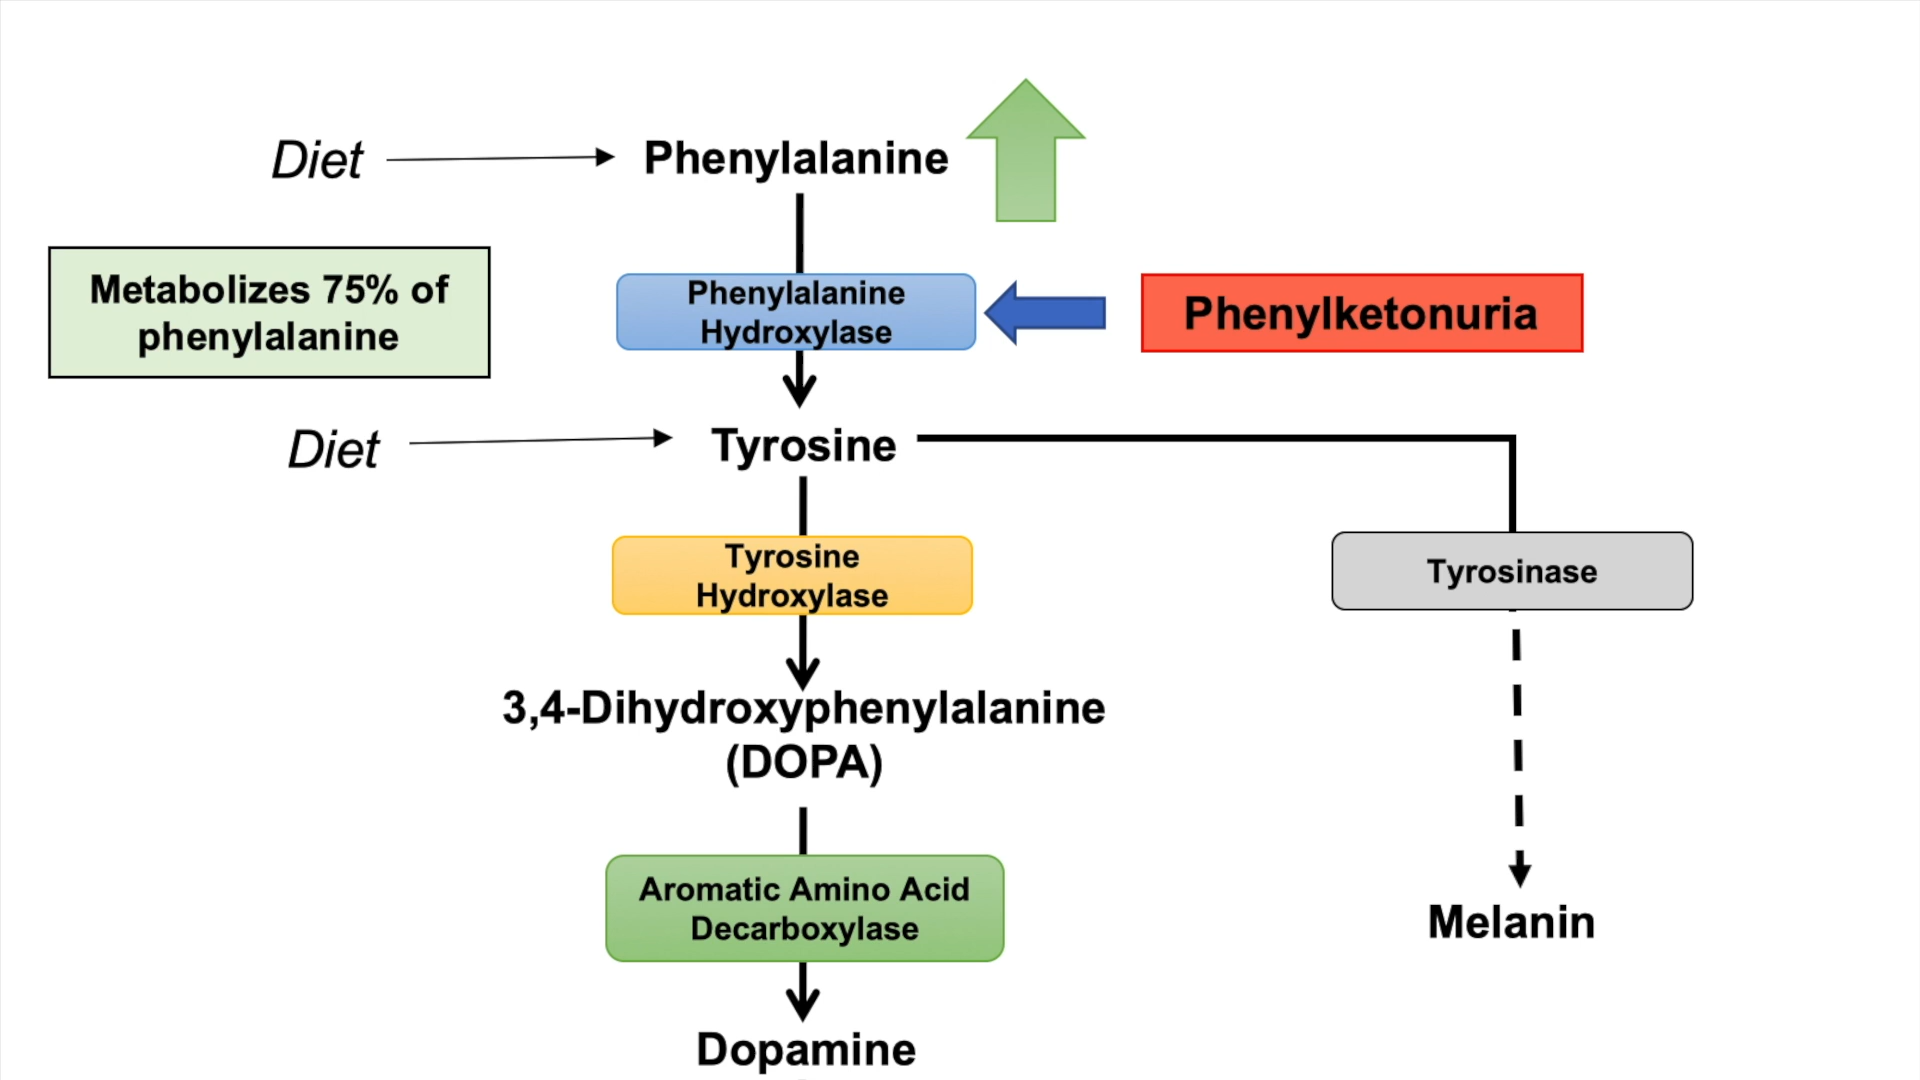 Diet
Phenylalanine
Metabolizes 75% of
phenylalanine
Phenylalanine
Hydroxylase
Phenylketonuria
Diet
Tyrosine
Tyrosine
Hydroxylase
Tyrosinase
3,4-Dihydroxyphenylalanine
(DOPA)
Aromatic Amino Acid
Decarboxylase
Melanin
Dopamine